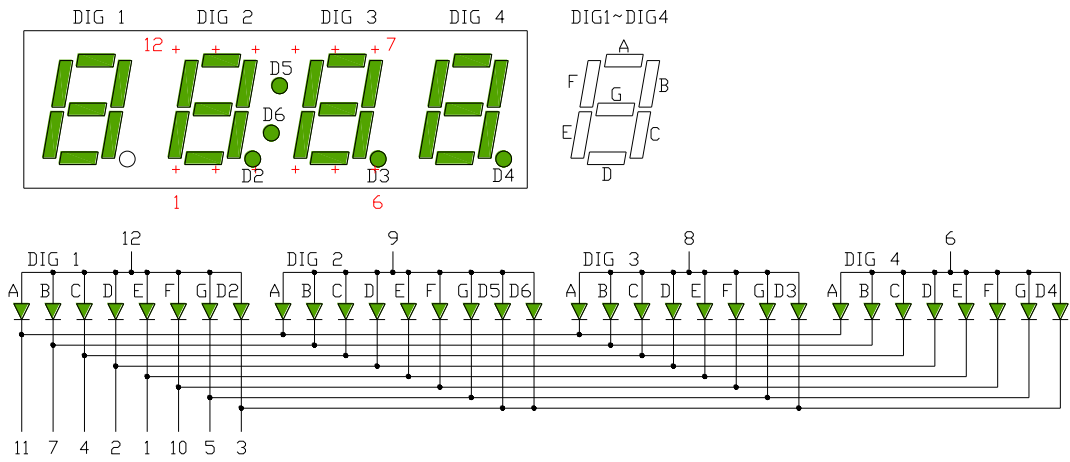 DIG 1 DIG 2 DIG 3 DIG 4 DIG1~DIG4
12 7 A
D5
F B
G
D6
E C
D2 D3 D4
D
1 6
12 9 8 6
DIG 1 DIG 2 DIG 3 DIG 4
A B C D E F G D2 A B C D E F G D5 D6 A B C D E F G D3 A B C D E F G D4
11 7 4 2 1 10 5 3